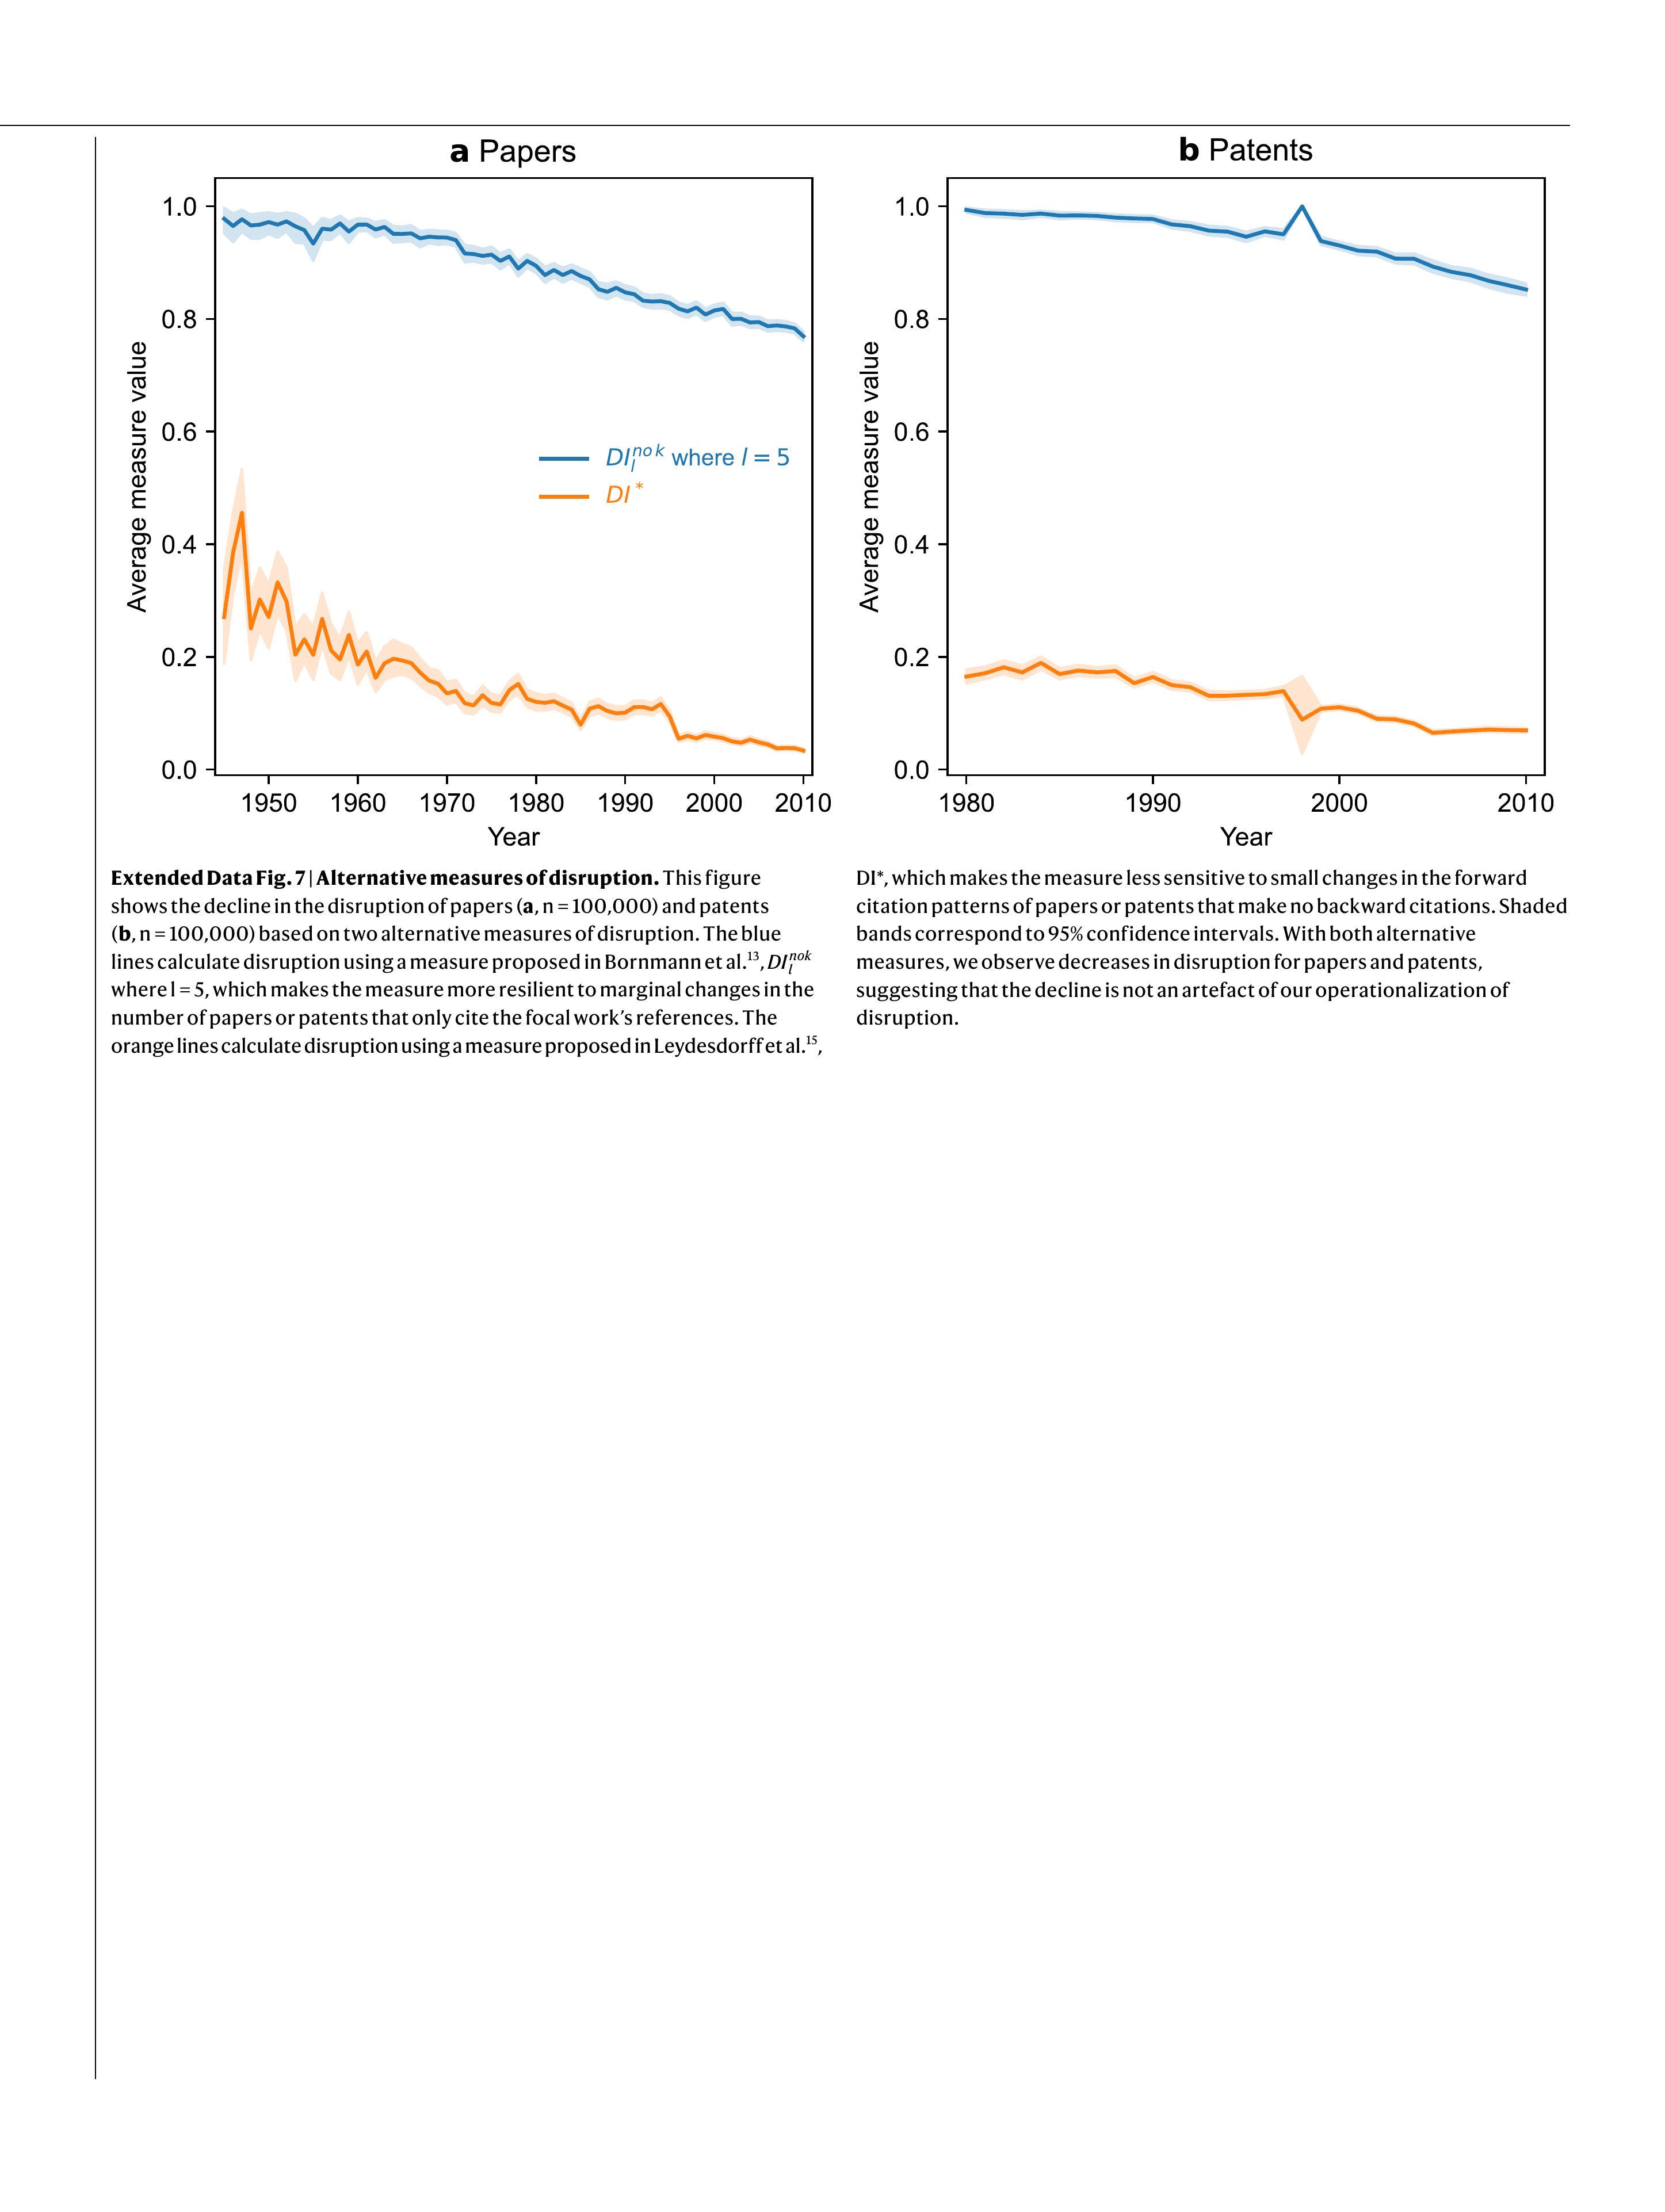 a Papers
1.0
0.8
0.6
0.4
0.2
0.0
Average measure value
DI_l^{nok} where l = 5
DI*
1950 1960 1970 1980 1990 2000 2010
Year
b Patents
1.0
0.8
0.6
0.4
0.2
0.0
Average measure value
1980 1990 2000 2010
Year
Extended Data Fig. 7 | Alternative measures of disruption. This figure
shows the decline in the disruption of papers (a, n = 100,000) and patents
(b, n = 100,000) based on two alternative measures of disruption. The blue
lines calculate disruption using a measure proposed in Bornmann et al.13, DI_l^{nok}
where l = 5, which makes the measure more resilient to marginal changes in the
number of papers or patents that only cite the focal work’s references. The
orange lines calculate disruption using a measure proposed in Leydesdorff et al.15,
DI*, which makes the measure less sensitive to small changes in the forward
citation patterns of papers or patents that make no backward citations. Shaded
bands correspond to 95% confidence intervals. With both alternative
measures, we observe decreases in disruption for papers and patents,
suggesting that the decline is not an artefact of our operationalization of
disruption.